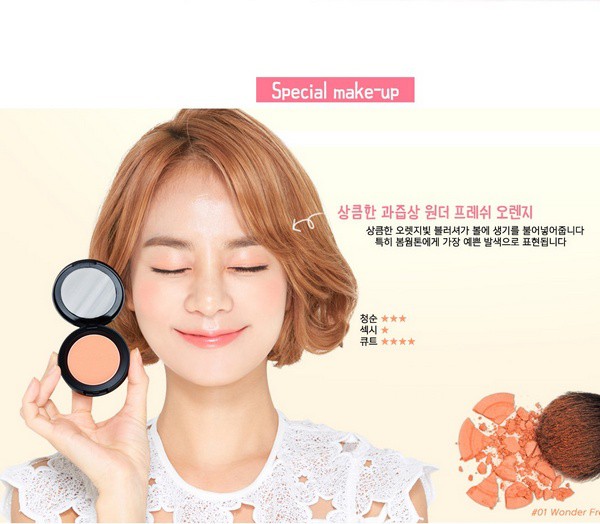 Special make-up
상큼한 과즙상 원더 프레쉬 오렌지
상큼한 오렌지빛 블러셔가 볼에 생기를 불어넣어줍니다
특히 봄웜톤에게 가장 예쁜 발색으로 표현됩니다
청순 ★★★
섹시 ★
큐트 ★★★★
#01 Wonder Fre